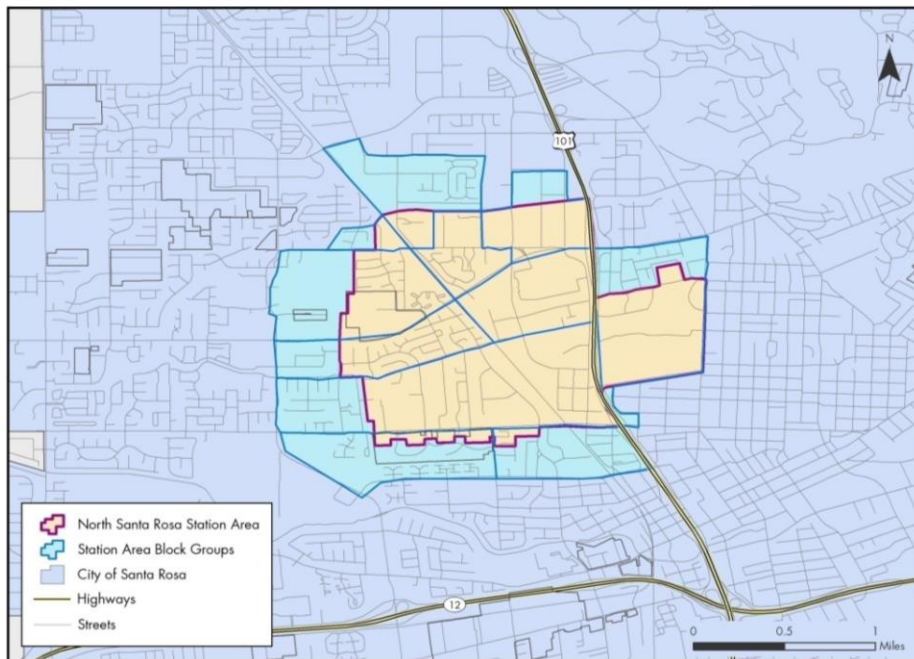 N
101
North Santa Rosa Station Area
Station Area Block Groups
City of Santa Rosa
Highways
Streets
12
0 0.5 1
Miles